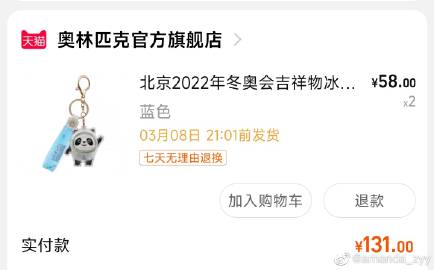 天猫 奥林匹克官方旗舰店
北京2022年冬奥会吉祥物冰... ¥58.00
蓝色 x2
03月08日 21:01前发货
七天无理由退换
加入购物车 退款
实付款 ¥131.00
@amanda_zyy